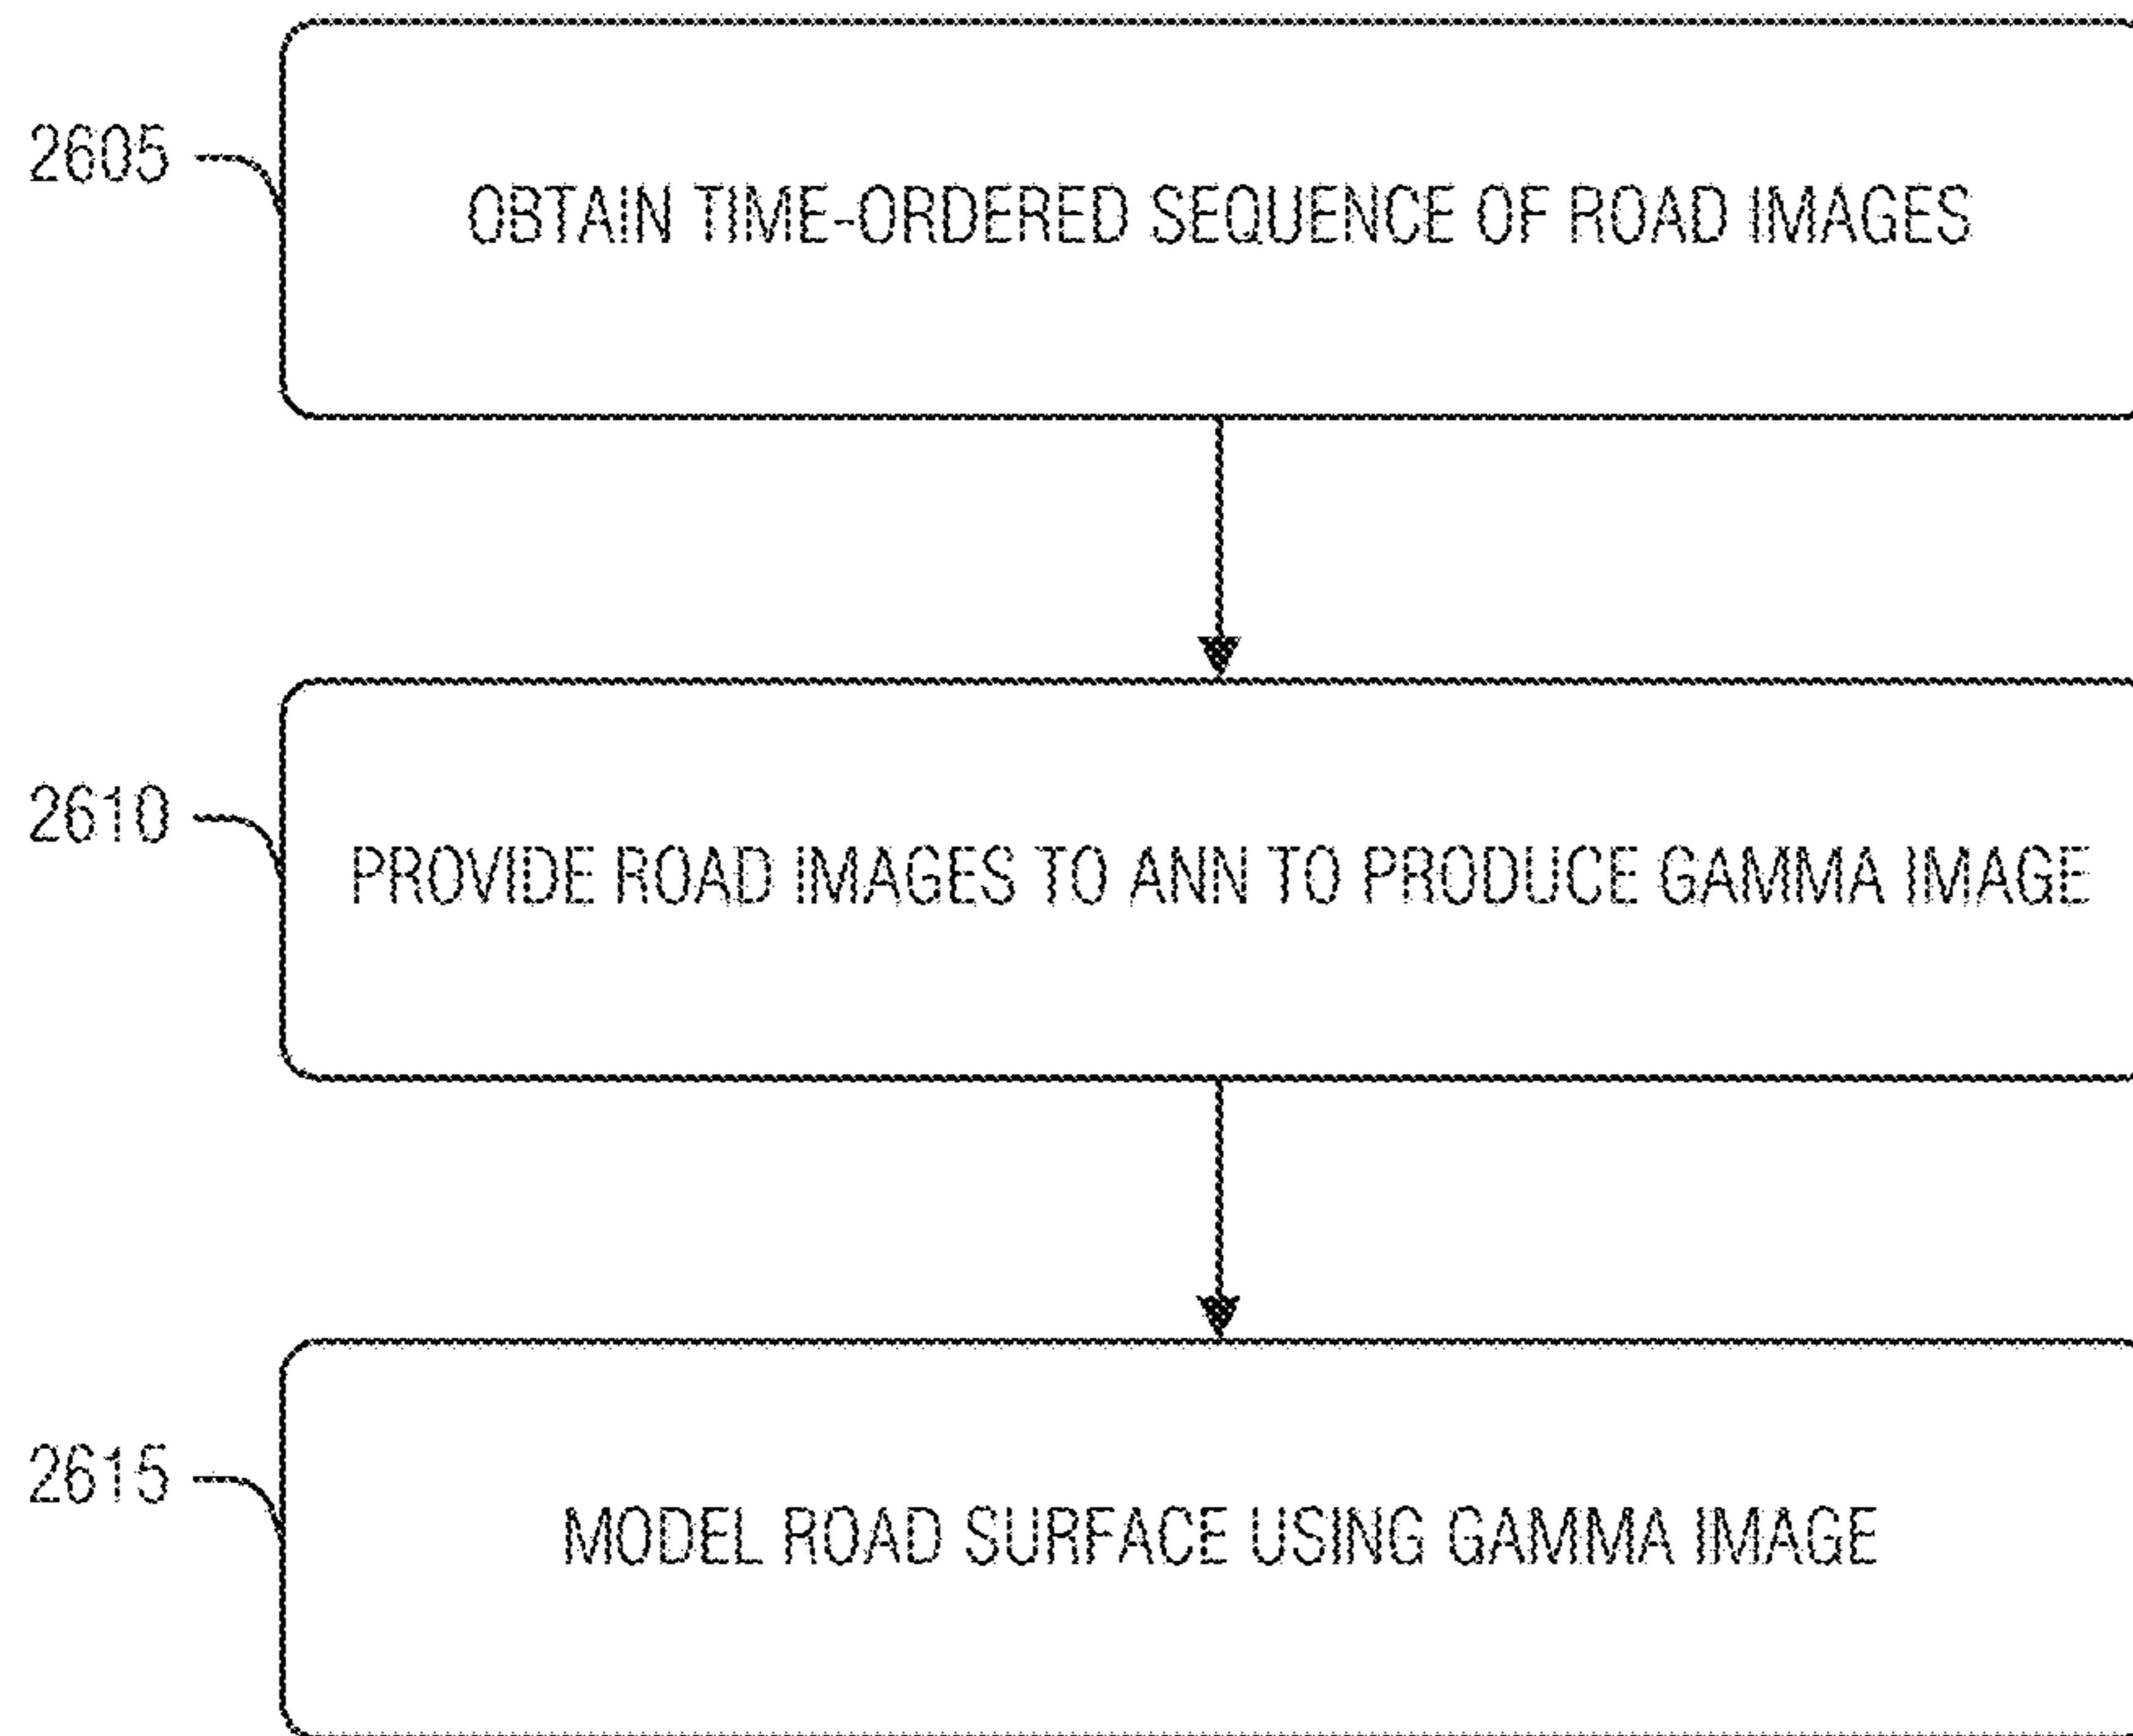 2605
OBTAIN TIME-ORDERED SEQUENCE OF ROAD IMAGES
2610
PROVIDE ROAD IMAGES TO ANN TO PRODUCE GAMMA IMAGE
2615
MODEL ROAD SURFACE USING GAMMA IMAGE